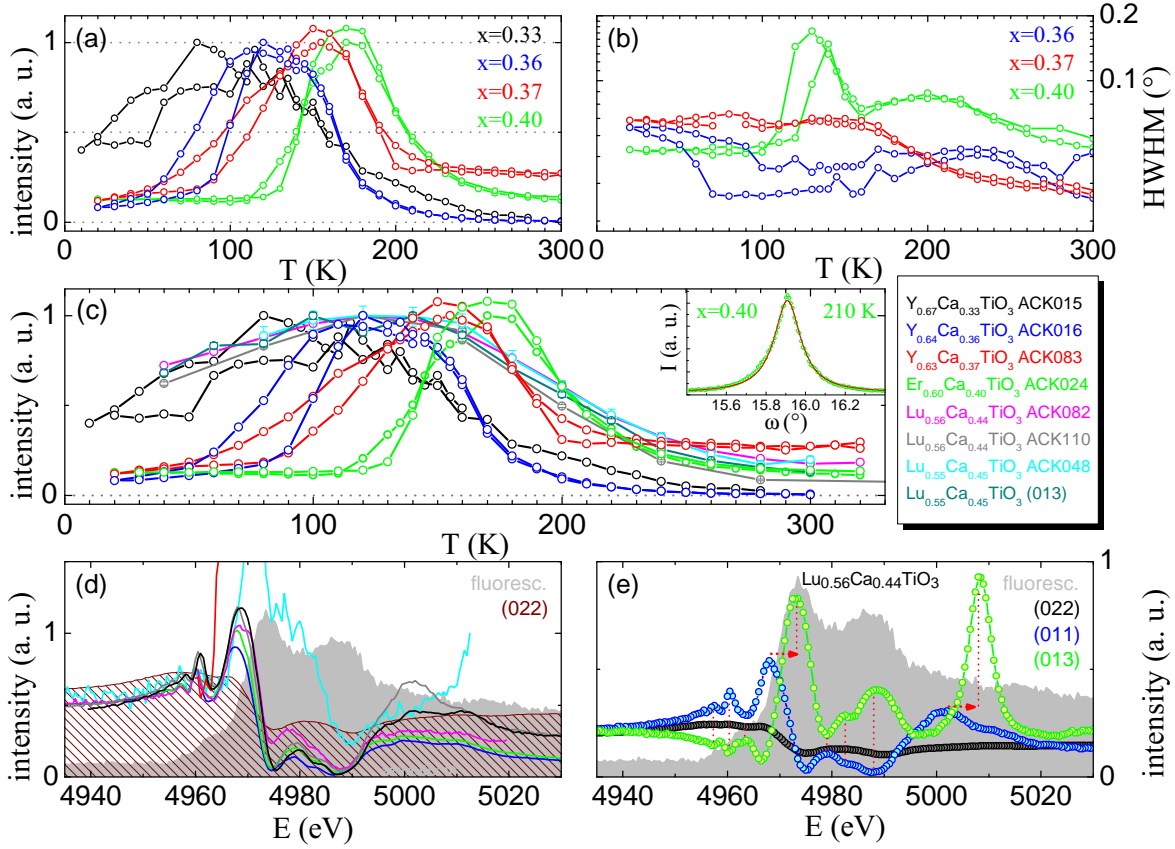 (a)
x=0.33
x=0.36
x=0.37
x=0.40
intensity (a. u.)
1
0
0 100 200 300
T (K)
(b)
x=0.36
x=0.37
x=0.40
0.2
0.1
HWHM (°)
0 100 200 300
T (K)
(c)
intensity (a. u.)
1
0
0 100 200 300
T (K)
x=0.40 210 K
I (a. u.)
15.6 15.8 16.0 16.2
ω (°)
Y0.67Ca0.33TiO3 ACK015
Y0.64Ca0.36TiO3 ACK016
Y0.63Ca0.37TiO3 ACK083
Er0.60Ca0.40TiO3 ACK024
Lu0.56Ca0.44TiO3 ACK082
Lu0.56Ca0.44TiO3 ACK110
Lu0.55Ca0.45TiO3 ACK048
Lu0.55Ca0.45TiO3 (013)
(d)
fluoresc.
(022)
intensity (a. u.)
1
0
4940 4960 4980 5000 5020
E (eV)
(e)
Lu0.56Ca0.44TiO3
fluoresc.
(022)
(011)
(013)
1
0
intensity (a. u.)
4940 4960 4980 5000 5020
E (eV)